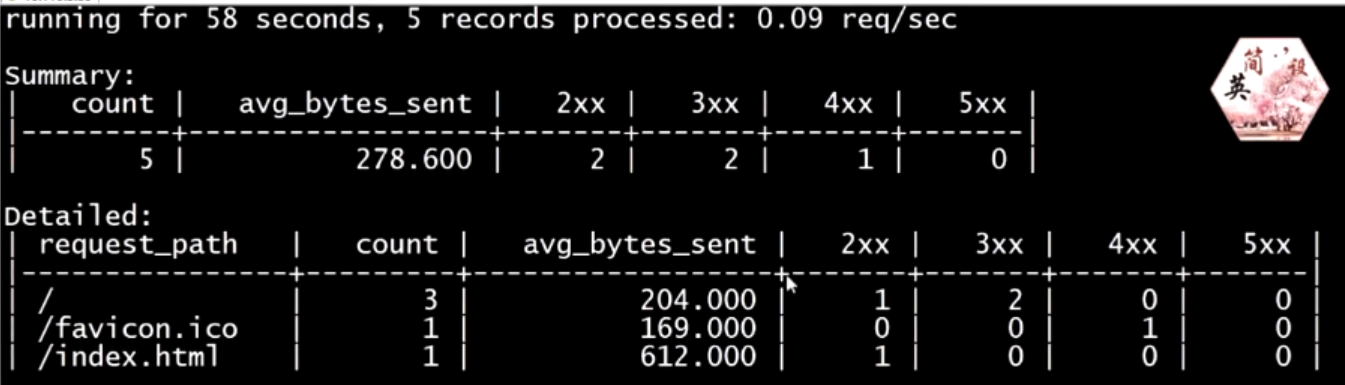 running for 58 seconds, 5 records processed: 0.09 req/sec
Summary:
|   count |   avg_bytes_sent |   2xx |   3xx |   4xx |   5xx |
|---------+------------------+-------+-------+-------+-------|
|       5 |          278.600 |     2 |     2 |     1 |     0 |
Detailed:
| request_path   |   count |   avg_bytes_sent |   2xx |   3xx |   4xx |   5xx |
|----------------+---------+------------------+-------+-------+-------+-------|
| /              |       3 |          204.000 |     1 |     2 |     0 |     0 |
| /favicon.ico   |       1 |          169.000 |     0 |     0 |     1 |     0 |
| /index.html    |       1 |          612.000 |     1 |     0 |     0 |     0 |
简
英